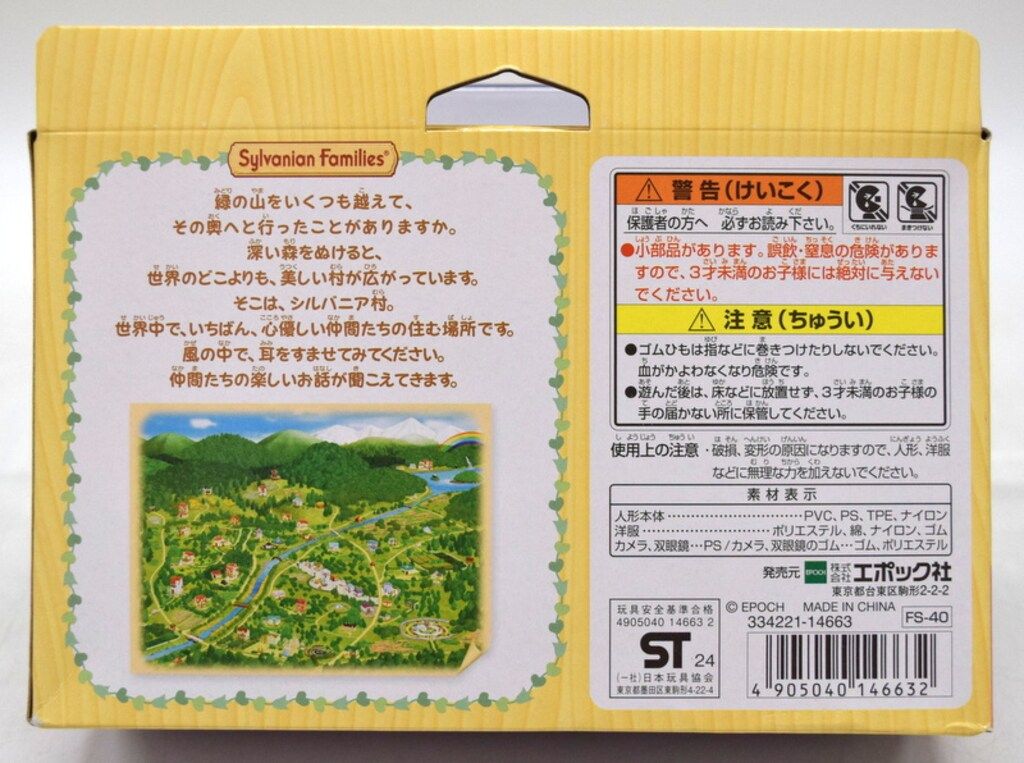 Sylvanian Families®
緑の山をいくつも越えて、
その奥へと行ったことがありますか。
深い森をぬけると、
世界のどこよりも、美しい村が広がっています。
そこは、シルバニア村。
世界中で、いちばん、心優しい仲間たちの住む場所です。
風の中で、耳をすませてみてください。
仲間たちの楽しいお話が聞こえてきます。
警告(けいこく)
保護者の方へ 必ずお読み下さい。
くちにいれない
まきつけない
●小部品があります。誤飲・窒息の危険がありま
すので、3才未満のお子様には絶対に与えない
でください。
注意(ちゅうい)
●ゴムひもは指などに巻きつけたりしないでください。
血がかよわなくなり危険です。
●遊んだ後は、床などに放置せず、3才未満のお子様の
手の届かない所に保管してください。
使用上の注意・破損、変形の原因になりますので、人形、洋服
などに無理な力を加えないでください。
素材表示
人形本体………………PVC、PS、TPE、ナイロン
洋服………………ポリエステル、綿、ナイロン、ゴム
カメラ、双眼鏡…PS/カメラ、双眼鏡のゴム…ゴム、ポリエステル
発売元 EPOCH 株式会社エポック社
東京都台東区駒形2-2-2
玩具安全基準合格
4905040 14663 2
ST 24
(一社)日本玩具協会
東京都墨田区東駒形4-22-4
© EPOCH MADE IN CHINA
334221-14663
FS-40
4 905040 146632